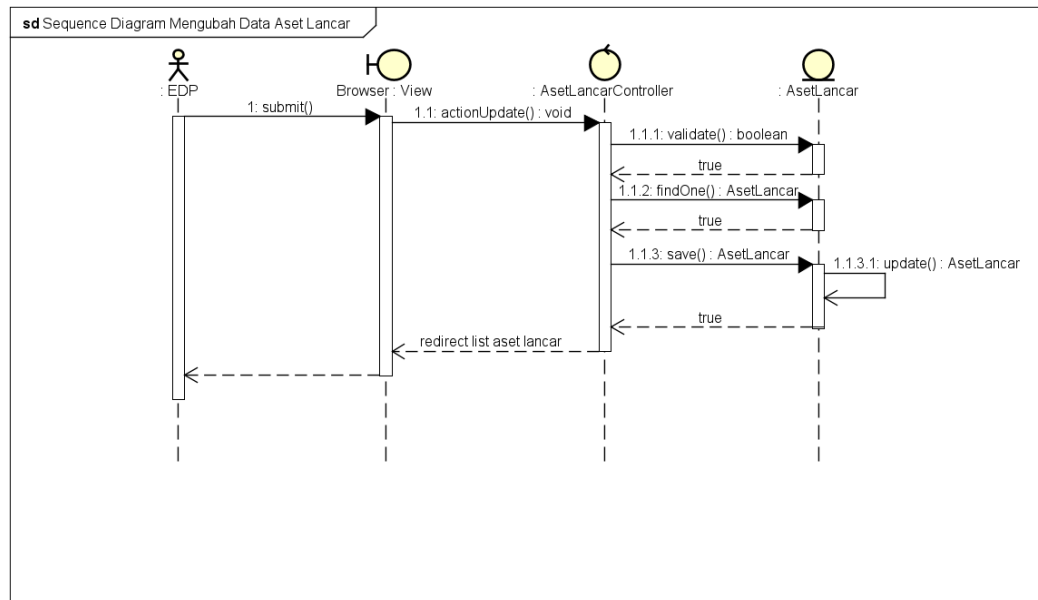 sd Sequence Diagram Mengubah Data Aset Lancar
: EDP
Browser : View
: AsetLancarController
: AsetLancar
1: submit()
1.1: actionUpdate() : void
1.1.1: validate() : boolean
true
1.1.2: findOne() : AsetLancar
true
1.1.3: save() : AsetLancar
1.1.3.1: update() : AsetLancar
true
redirect list aset lancar